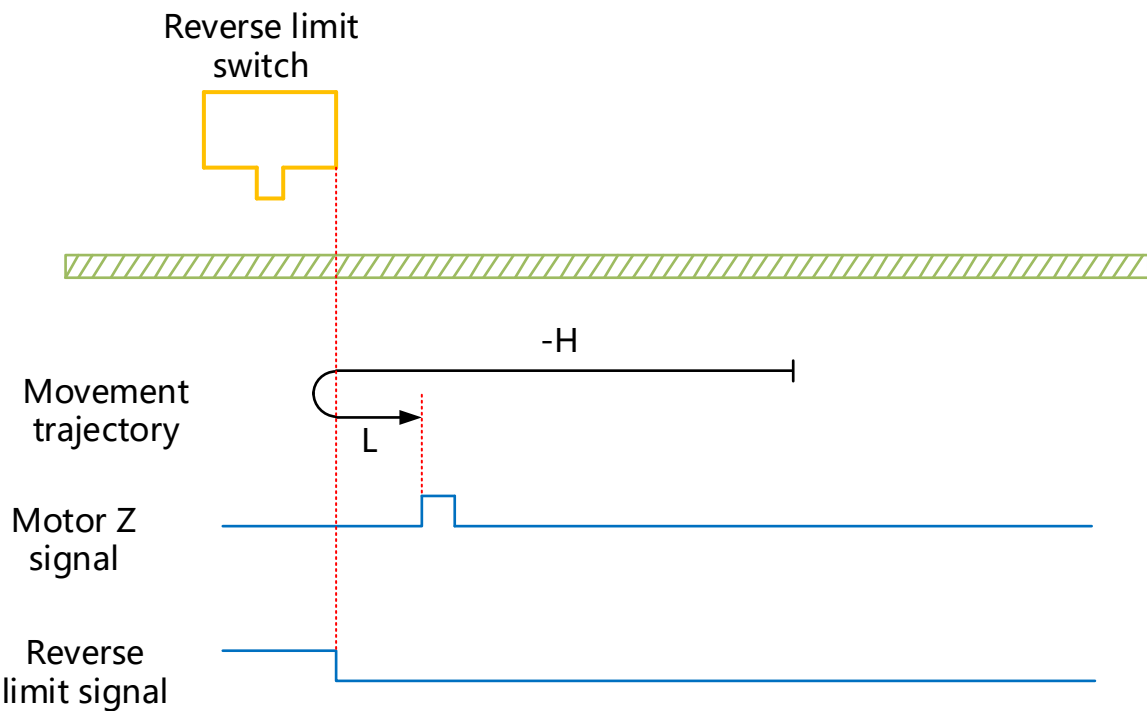 Reverse limit
switch
-H
Movement
trajectory
L
Motor Z
signal
Reverse
limit signal